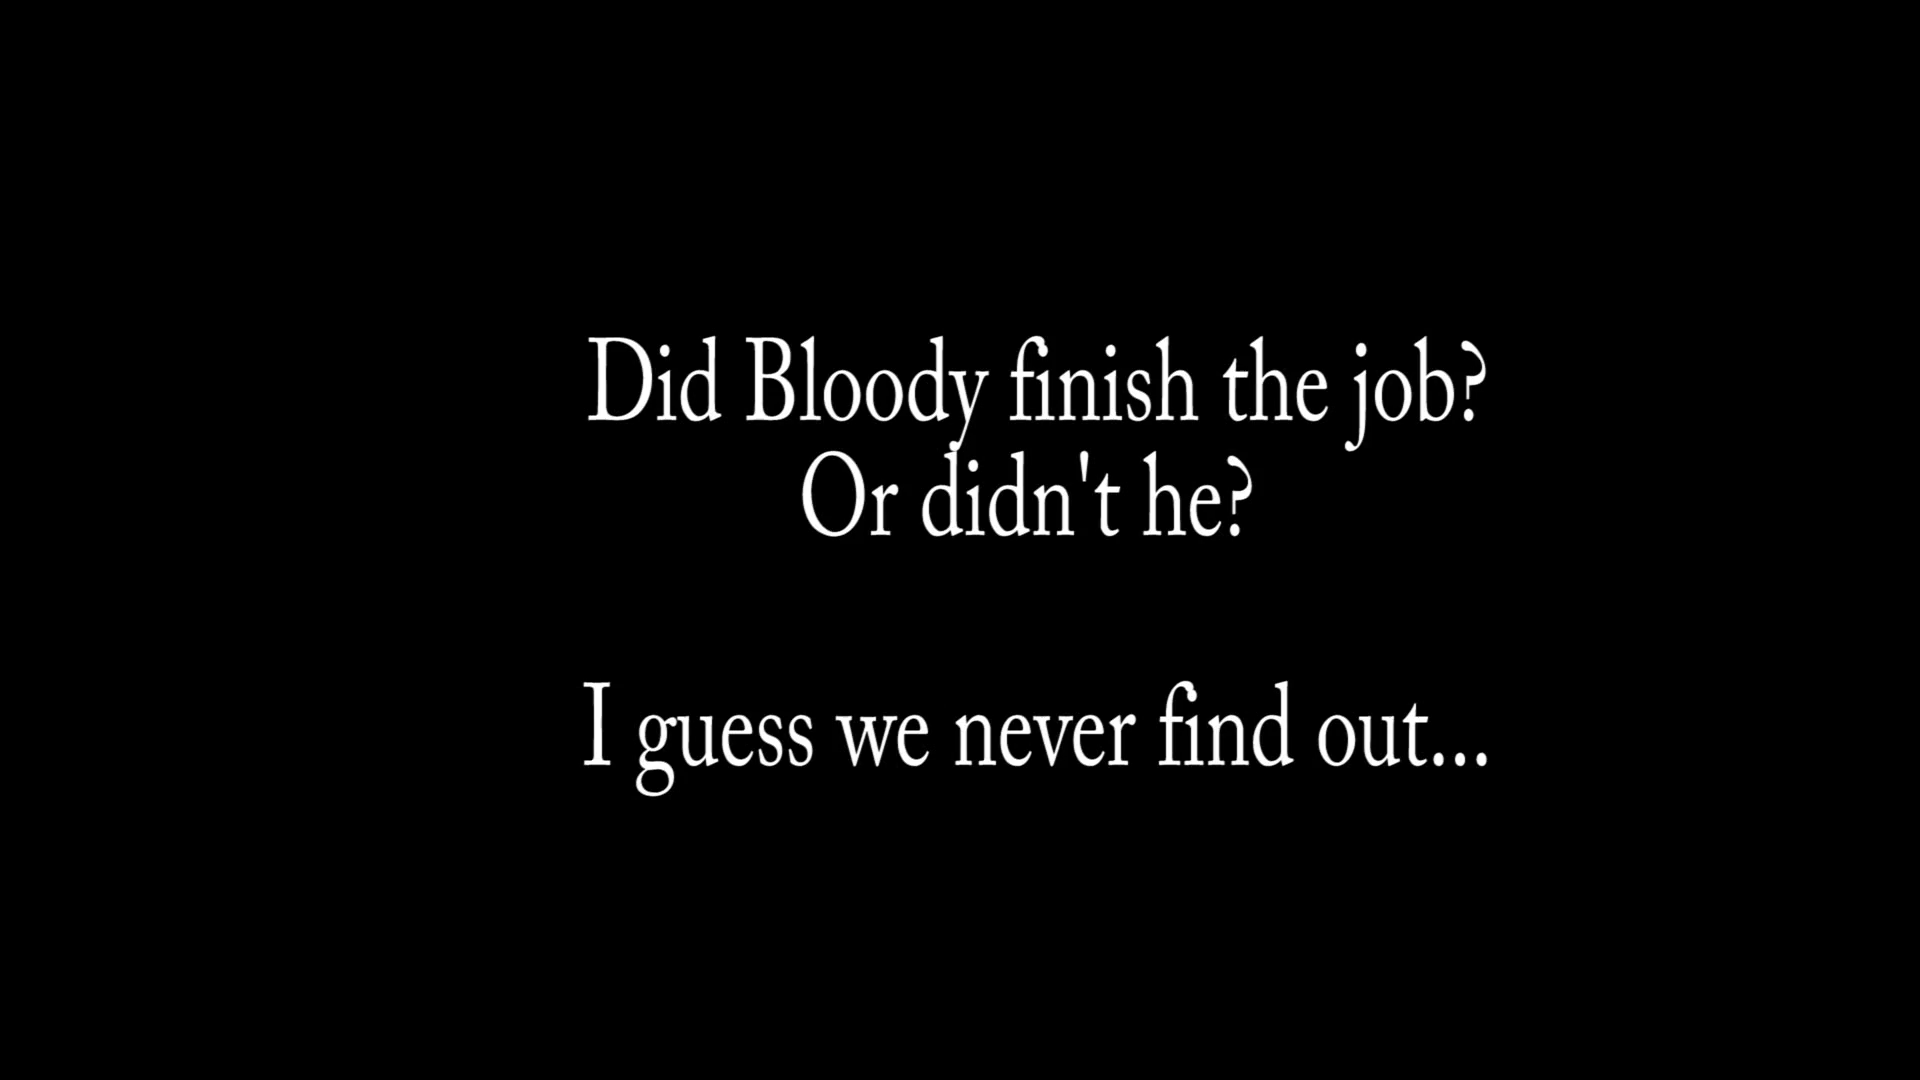 Did Bloody finish the job?
Or didn't he?
I guess we never find out...